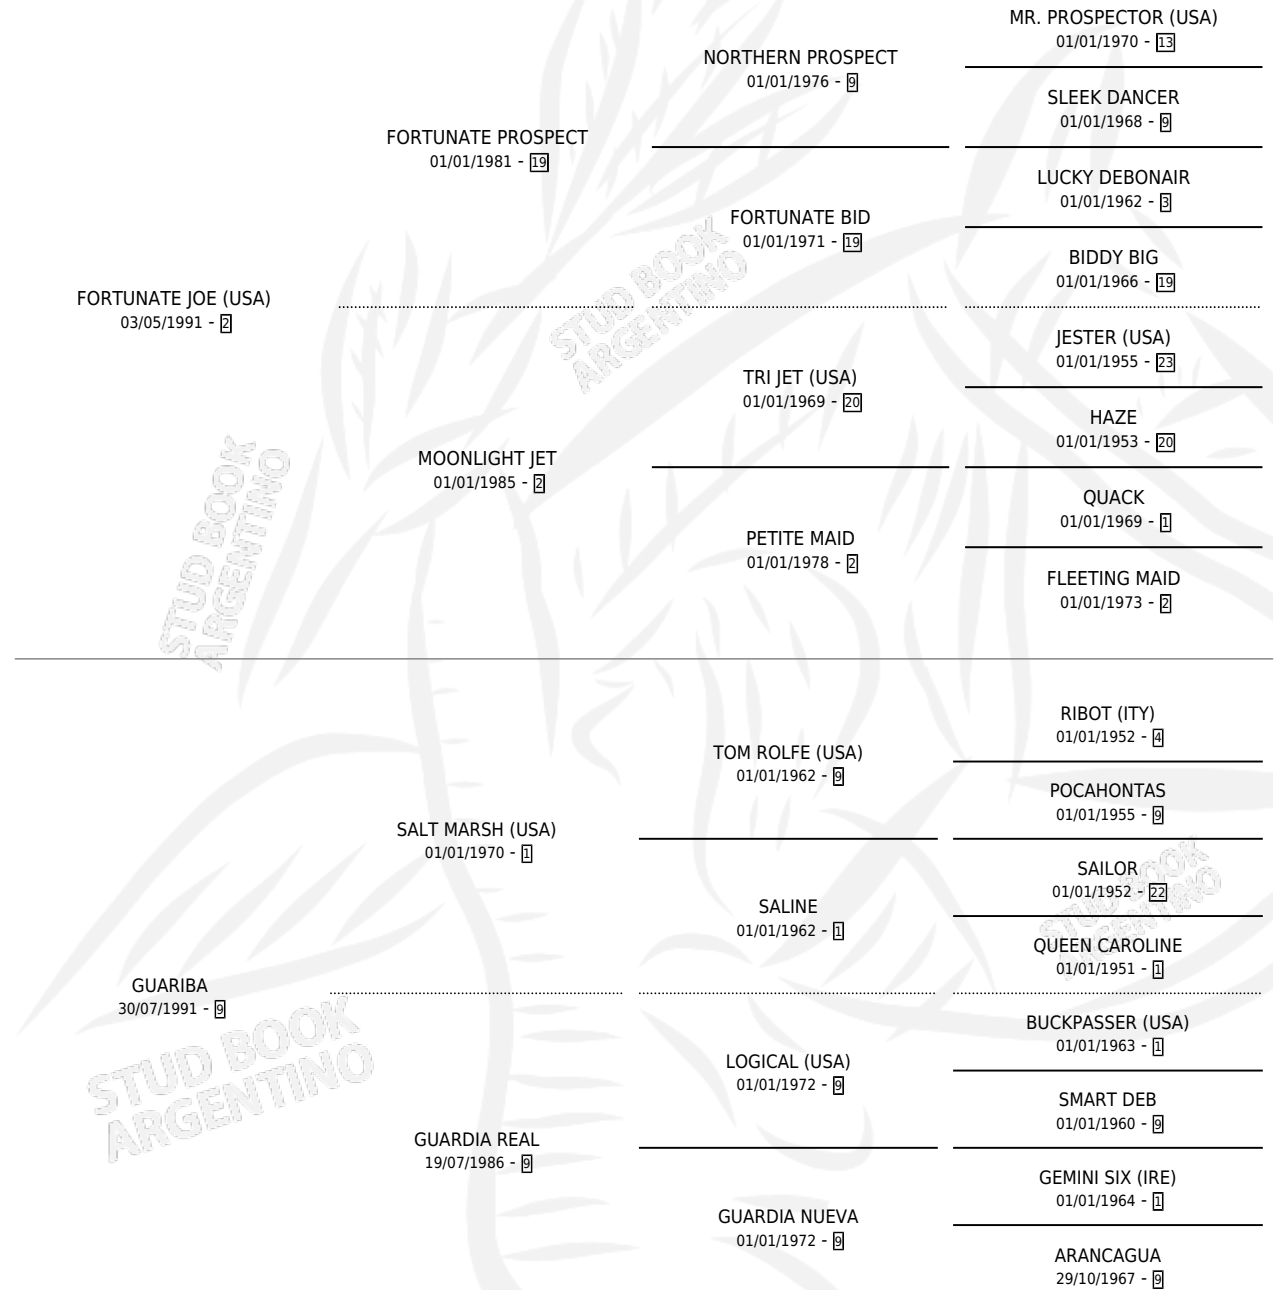 MR. PROSPECTOR (USA)
01/01/1970 - 13
NORTHERN PROSPECT
01/01/1976 - 9
SLEEK DANCER
01/01/1968 - 9
FORTUNATE PROSPECT
01/01/1981 - 19
LUCKY DEBONAIR
01/01/1962 - 3
FORTUNATE BID
01/01/1971 - 19
BIDDY BIG
01/01/1966 - 19
FORTUNATE JOE (USA)
03/05/1991 - 2
JESTER (USA)
01/01/1955 - 23
TRI JET (USA)
01/01/1969 - 20
HAZE
01/01/1953 - 20
MOONLIGHT JET
01/01/1985 - 2
QUACK
01/01/1969 - 1
PETITE MAID
01/01/1978 - 2
FLEETING MAID
01/01/1973 - 2
RIBOT (ITY)
01/01/1952 - 4
TOM ROLFE (USA)
01/01/1962 - 9
POCAHONTAS
01/01/1955 - 9
SALT MARSH (USA)
01/01/1970 - 1
SAILOR
01/01/1952 - 22
SALINE
01/01/1962 - 1
QUEEN CAROLINE
01/01/1951 - 1
GUARIBA
30/07/1991 - 9
BUCKPASSER (USA)
01/01/1963 - 1
LOGICAL (USA)
01/01/1972 - 9
SMART DEB
01/01/1960 - 9
GUARDIA REAL
19/07/1986 - 9
GEMINI SIX (IRE)
01/01/1964 - 1
GUARDIA NUEVA
01/01/1972 - 9
ARANCAGUA
29/10/1967 - 9
STUD BOOK
ARGENTINO
STUD BOOK
ARGENTINO
STUD BOOK
ARGENTINO
STUD BOOK
ARGENTINO